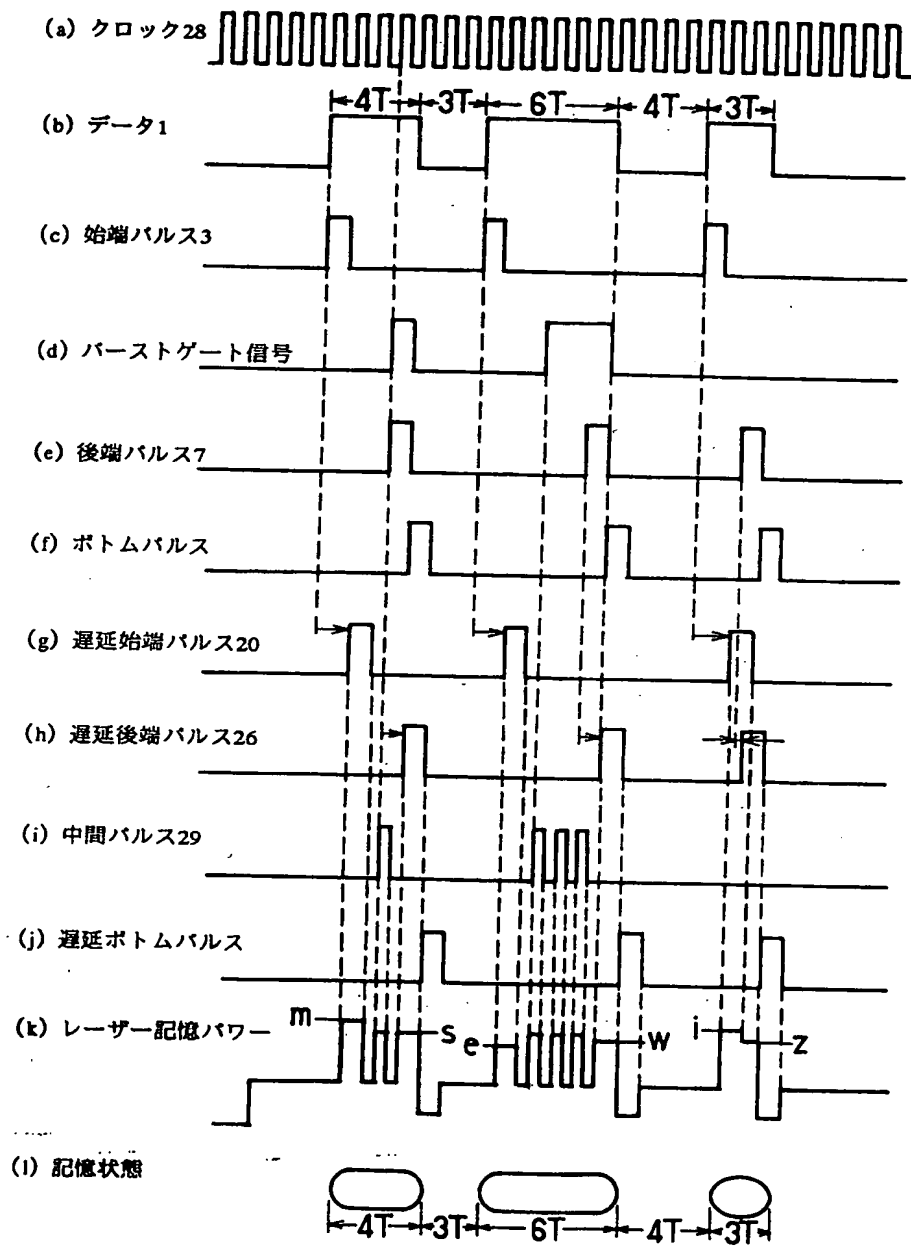 (a) クロック28
4T 3T 6T 4T 3T
(b) データ1
(c) 始端パルス3
(d) バーストゲート信号
(e) 後端パルス7
(f) ボトムパルス
(g) 遅延始端パルス20
(h) 遅延後端パルス26
(i) 中間パルス29
(j) 遅延ボトムパルス
(k) レーザー記憶パワー
m s e w i z
(l) 記憶状態
4T 3T 6T 4T 3T